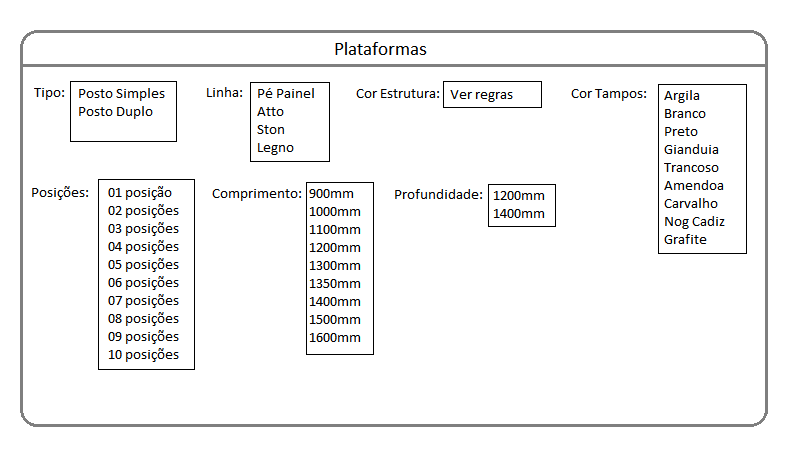 Plataformas
Tipo:
Posto Simples
Posto Duplo
Linha:
Pé Painel
Atto
Ston
Legno
Cor Estrutura:
Ver regras
Cor Tampos:
Argila
Branco
Preto
Gianduia
Trancoso
Amendoa
Carvalho
Nog Cadiz
Grafite
Posições:
01 posição
02 posições
03 posições
04 posições
05 posições
06 posições
07 posições
08 posições
09 posições
10 posições
Comprimento:
900mm
1000mm
1100mm
1200mm
1300mm
1350mm
1400mm
1500mm
1600mm
Profundidade:
1200mm
1400mm